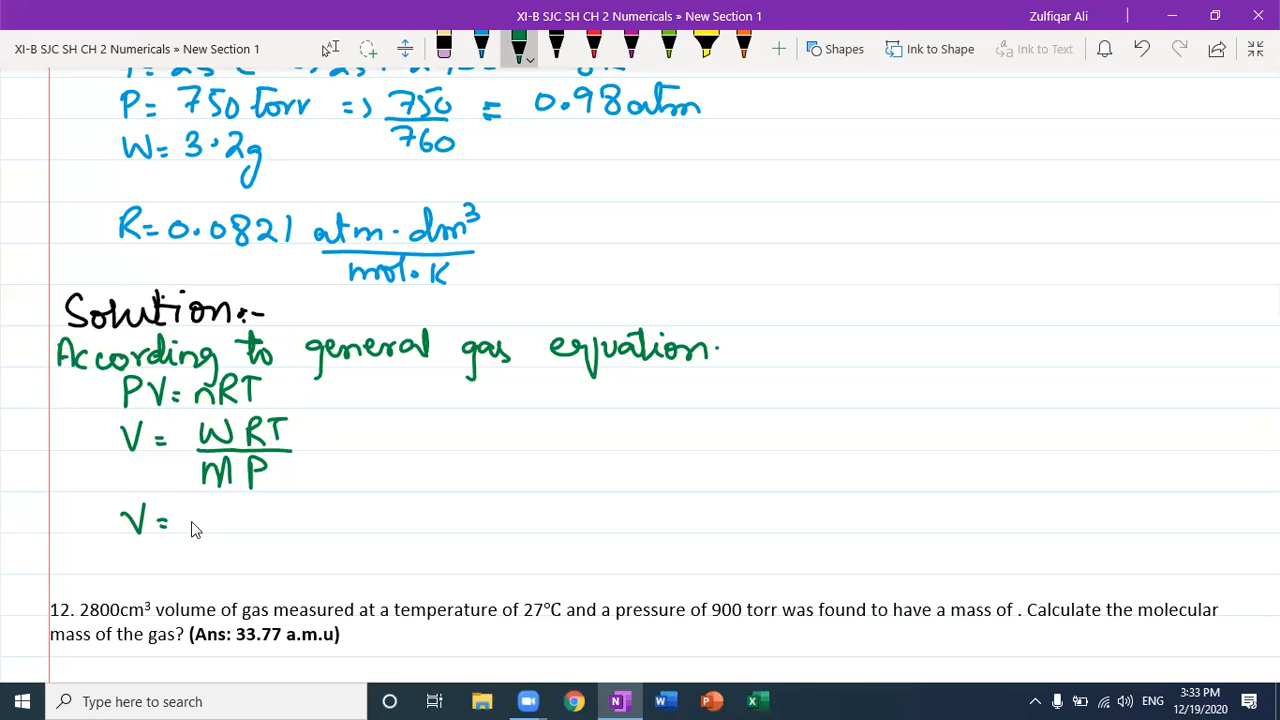 XI-B SJC SH CH 2 Numericals » New Section 1
Zulfiqar Ali
XI-B SJC SH CH 2 Numericals » New Section 1
Shapes
Ink to Shape
Ink to Text
P = 750 torr => 750/760 = 0.98 atm
W = 3.2g
R = 0.0821 atm. dm³
mol. K
Solution:-
According to general gas equation.
PV = nRT
V = WRT
MP
V =
12. 2800cm³ volume of gas measured at a temperature of 27℃ and a pressure of 900 torr was found to have a mass of . Calculate the molecular
mass of the gas? (Ans: 33.77 a.m.u)
Type here to search
ENG
3:33 PM
12/19/2020